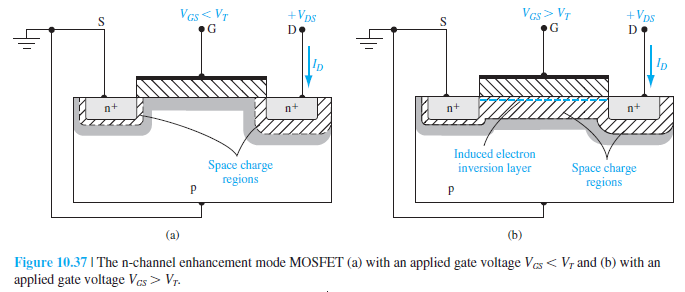 V_GS < V_T
+V_DS
S
G
D
I_D
n+
n+
Space charge
regions
p
(a)
V_GS > V_T
+V_DS
S
G
D
I_D
n+
n+
Induced electron
inversion layer
Space charge
regions
p
(b)
Figure 10.37 | The n-channel enhancement mode MOSFET (a) with an applied gate voltage V_GS < V_T and (b) with an
applied gate voltage V_GS > V_T.